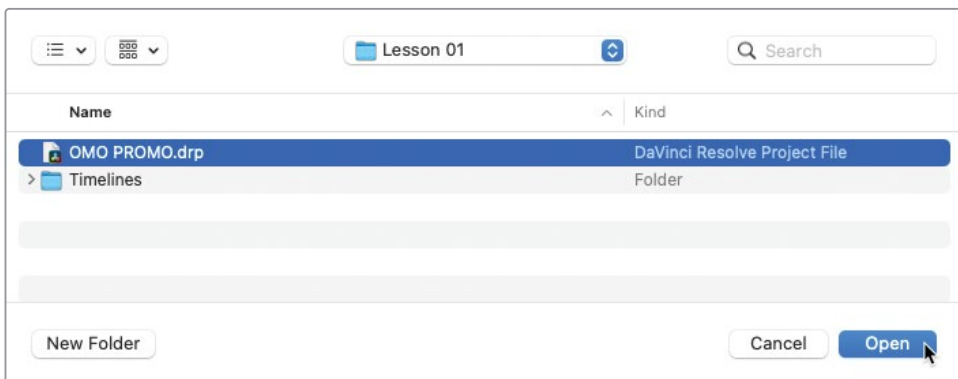 Lesson 01
Search
Name Kind
OMO PROMO.drp DaVinci Resolve Project File
Timelines Folder
New Folder Cancel Open